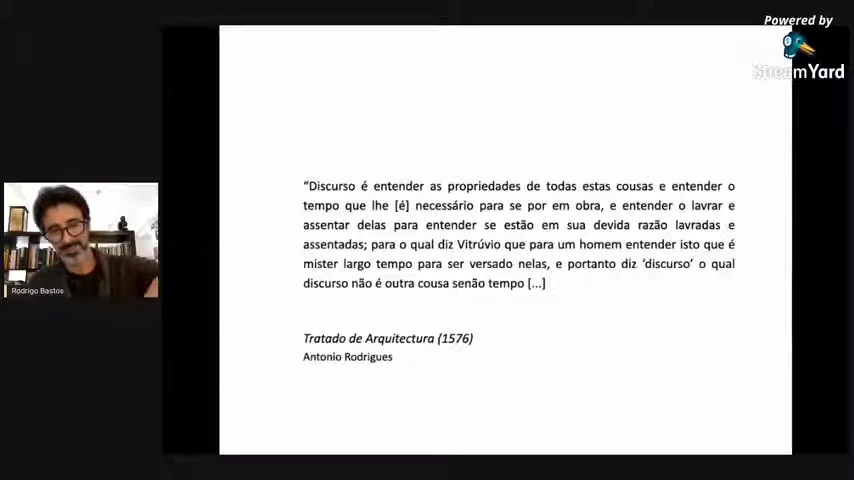 Powered by
StreamYard
“Discurso é entender as propriedades de todas estas cousas e entender o
tempo que lhe [é] necessário para se por em obra, e entender o lavrar e
assentar delas para entender se estão em sua devida razão lavradas e
assentadas; para o qual diz Vitrúvio que para um homem entender isto que é
mister largo tempo para ser versado nelas, e portanto diz ‘discurso’ o qual
discurso não é outra cousa senão tempo [...]
Rodrigo Bastos
Tratado de Arquitectura (1576)
Antonio Rodrigues